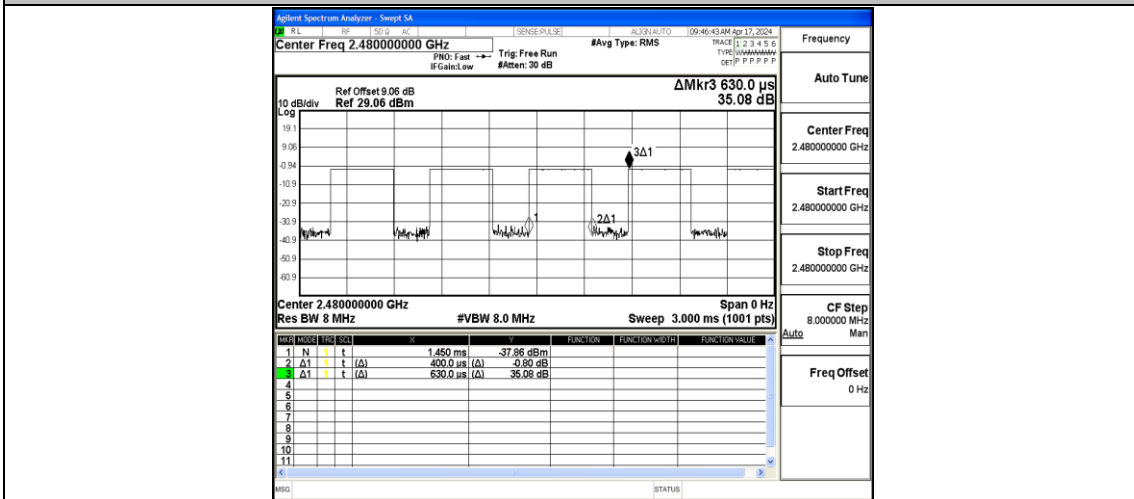 Agilent Spectrum Analyzer - Swept SA
RL RF 50 Ω AC SENSE:PULSE ALIGN AUTO 09:46:43 AM Apr 17, 2024
Center Freq 2.480000000 GHz #Avg Type: RMS TRACE 1 2 3 4 5 6
PNO: Fast Trig: Free Run TYPE
IFGain:Low #Atten: 30 dB DET P P P P P P
ΔMkr3 630.0 µs
35.08 dB
Ref Offset 9.06 dB
10 dB/div Ref 29.06 dBm
Log
19.1
9.06
-0.94
-10.9
-20.9
-30.9
-40.9
-50.9
-60.9
3Δ1
1
2Δ1
Center 2.480000000 GHz Span 0 Hz
Res BW 8 MHz #VBW 8.0 MHz Sweep 3.000 ms (1001 pts)
MKR MODE TRC SCL X Y FUNCTION FUNCTION WIDTH FUNCTION VALUE
1 N 1 t 1.450 ms -37.86 dBm
2 Δ1 1 t (Δ) 400.0 µs (Δ) -0.80 dB
3 Δ1 1 t (Δ) 630.0 µs (Δ) 35.08 dB
4
5
6
7
8
9
10
11
MSG STATUS
Frequency
Auto Tune
Center Freq
2.480000000 GHz
Start Freq
2.480000000 GHz
Stop Freq
2.480000000 GHz
CF Step
8.000000 MHz
Auto Man
Freq Offset
0 Hz